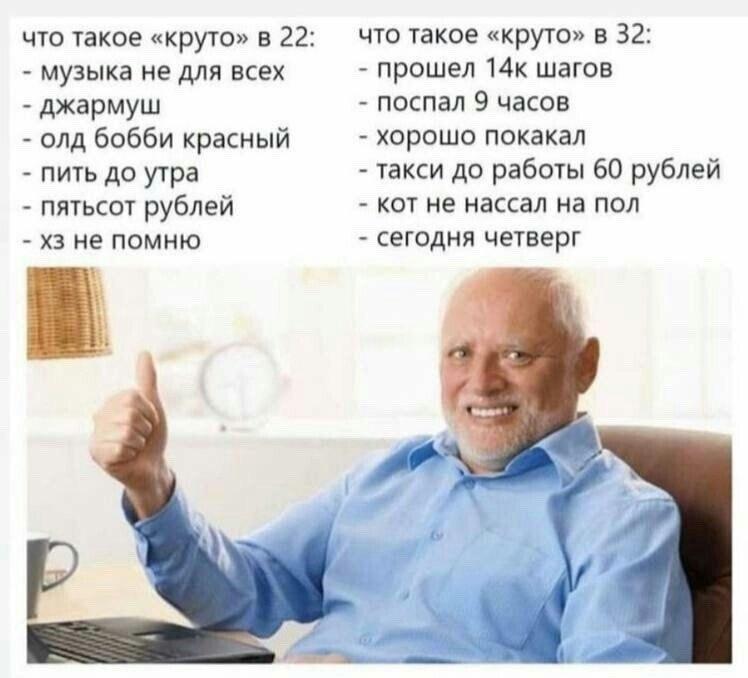 что такое «круто» в 22:
- музыка не для всех
- джармуш
- олд бобби красный
- пить до утра
- пятьсот рублей
- хз не помню
что такое «круто» в 32:
- прошел 14к шагов
- поспал 9 часов
- хорошо покакал
- такси до работы 60 рублей
- кот не нассал на пол
- сегодня четверг